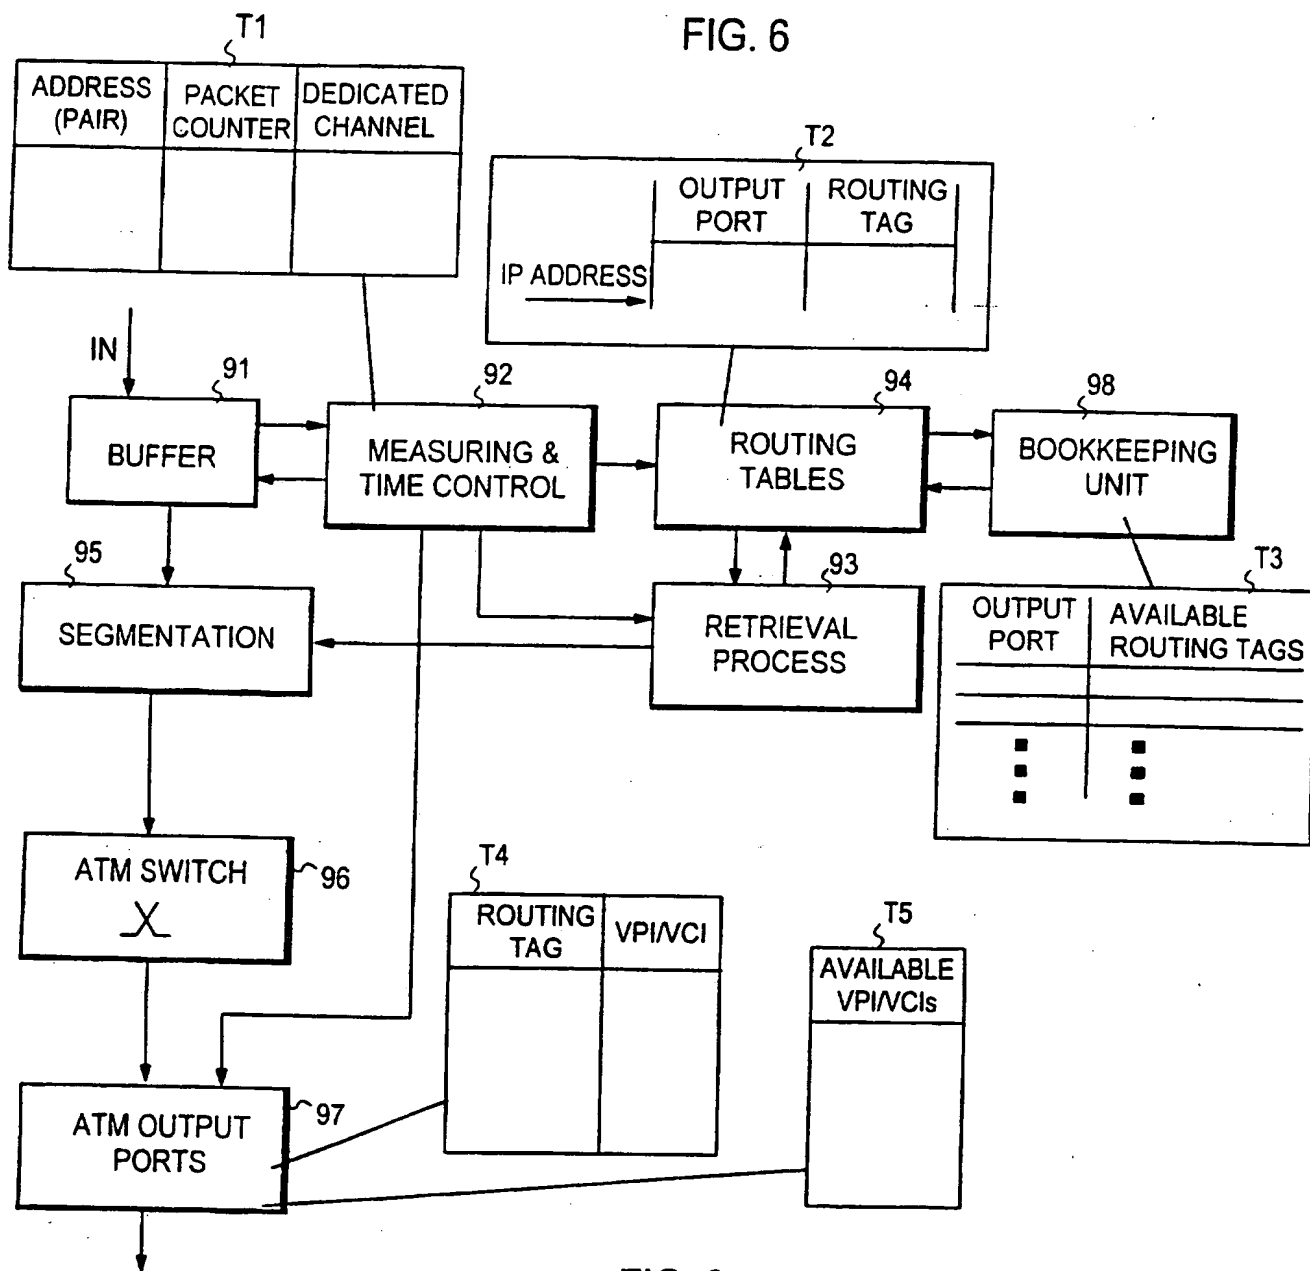 FIG. 6
T1
ADDRESS
(PAIR)
PACKET
COUNTER
DEDICATED
CHANNEL
T2
OUTPUT
PORT
ROUTING
TAG
IP ADDRESS
IN
91
BUFFER
92
MEASURING &
TIME CONTROL
94
ROUTING
TABLES
98
BOOKKEEPING
UNIT
95
SEGMENTATION
93
RETRIEVAL
PROCESS
T3
OUTPUT
PORT
AVAILABLE
ROUTING TAGS
ATM SWITCH
96
T4
ROUTING
TAG
VPI/VCI
T5
AVAILABLE
VPI/VCIs
ATM OUTPUT
PORTS
97